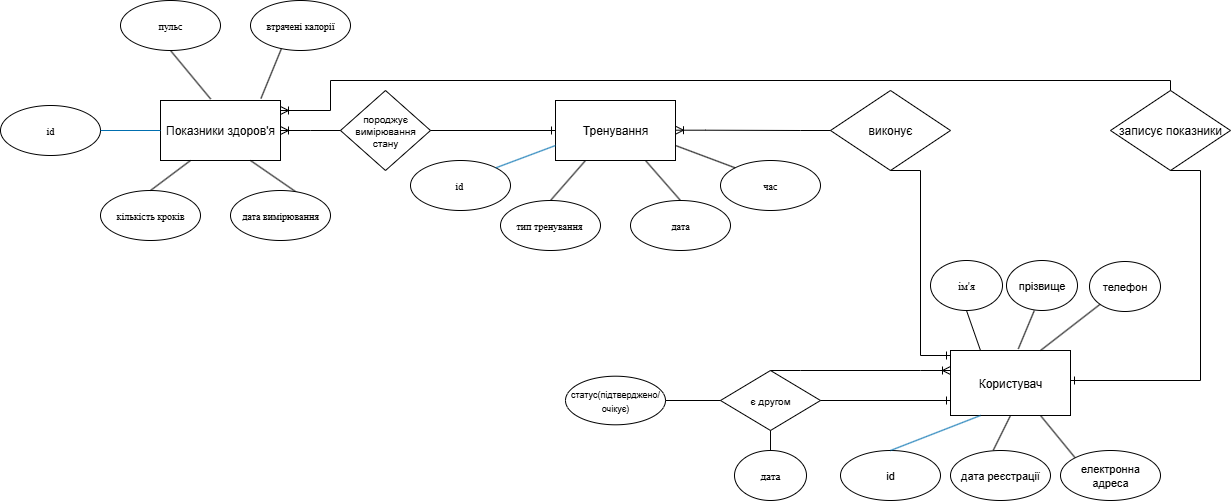 пульс
втрачені калорії
id
Показники здоров'я
породжує
вимірювання
стану
Тренування
виконує
записує показники
id
час
кількість кроків
дата вимірювання
тип тренування
дата
ім'я
прізвище
телефон
Користувач
статус(підтверджено/
очікує)
є другом
дата
id
дата реєстрації
електронна
адреса